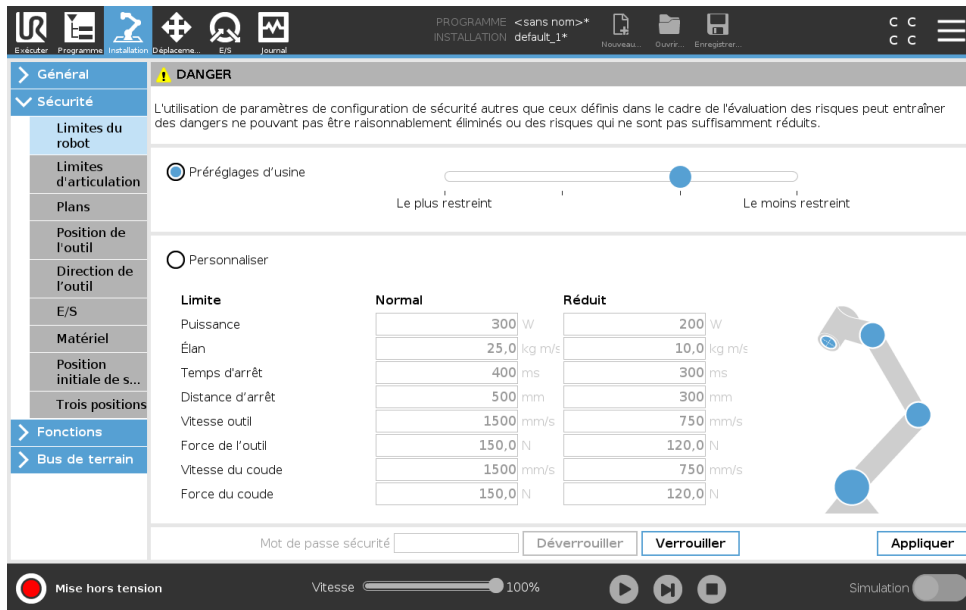 PROGRAMME <sans nom>*
INSTALLATION default_1*
Exécuter Programme Installation Déplaceme... E/S Journal Nouveau... Ouvrir... Enregistrer...
C C
C C
Général
Sécurité
Limites du
robot
Limites
d'articulation
Plans
Position de
l'outil
Direction de
l'outil
E/S
Matériel
Position
initiale de s...
Trois positions
Fonctions
Bus de terrain
DANGER
L'utilisation de paramètres de configuration de sécurité autres que ceux définis dans le cadre de l'évaluation des risques peut entraîner
des dangers ne pouvant pas être raisonnablement éliminés ou des risques qui ne sont pas suffisamment réduits.
Préréglages d'usine
Le plus restreint Le moins restreint
Personnaliser
Limite Normal Réduit
Puissance 300 W 200 W
Élan 25,0 kg m/s 10,0 kg m/s
Temps d'arrêt 400 ms 300 ms
Distance d'arrêt 500 mm 300 mm
Vitesse outil 1500 mm/s 750 mm/s
Force de l'outil 150,0 N 120,0 N
Vitesse du coude 1500 mm/s 750 mm/s
Force du coude 150,0 N 120,0 N
Mot de passe sécurité Déverrouiller Verrouiller Appliquer
Mise hors tension Vitesse 100% Simulation